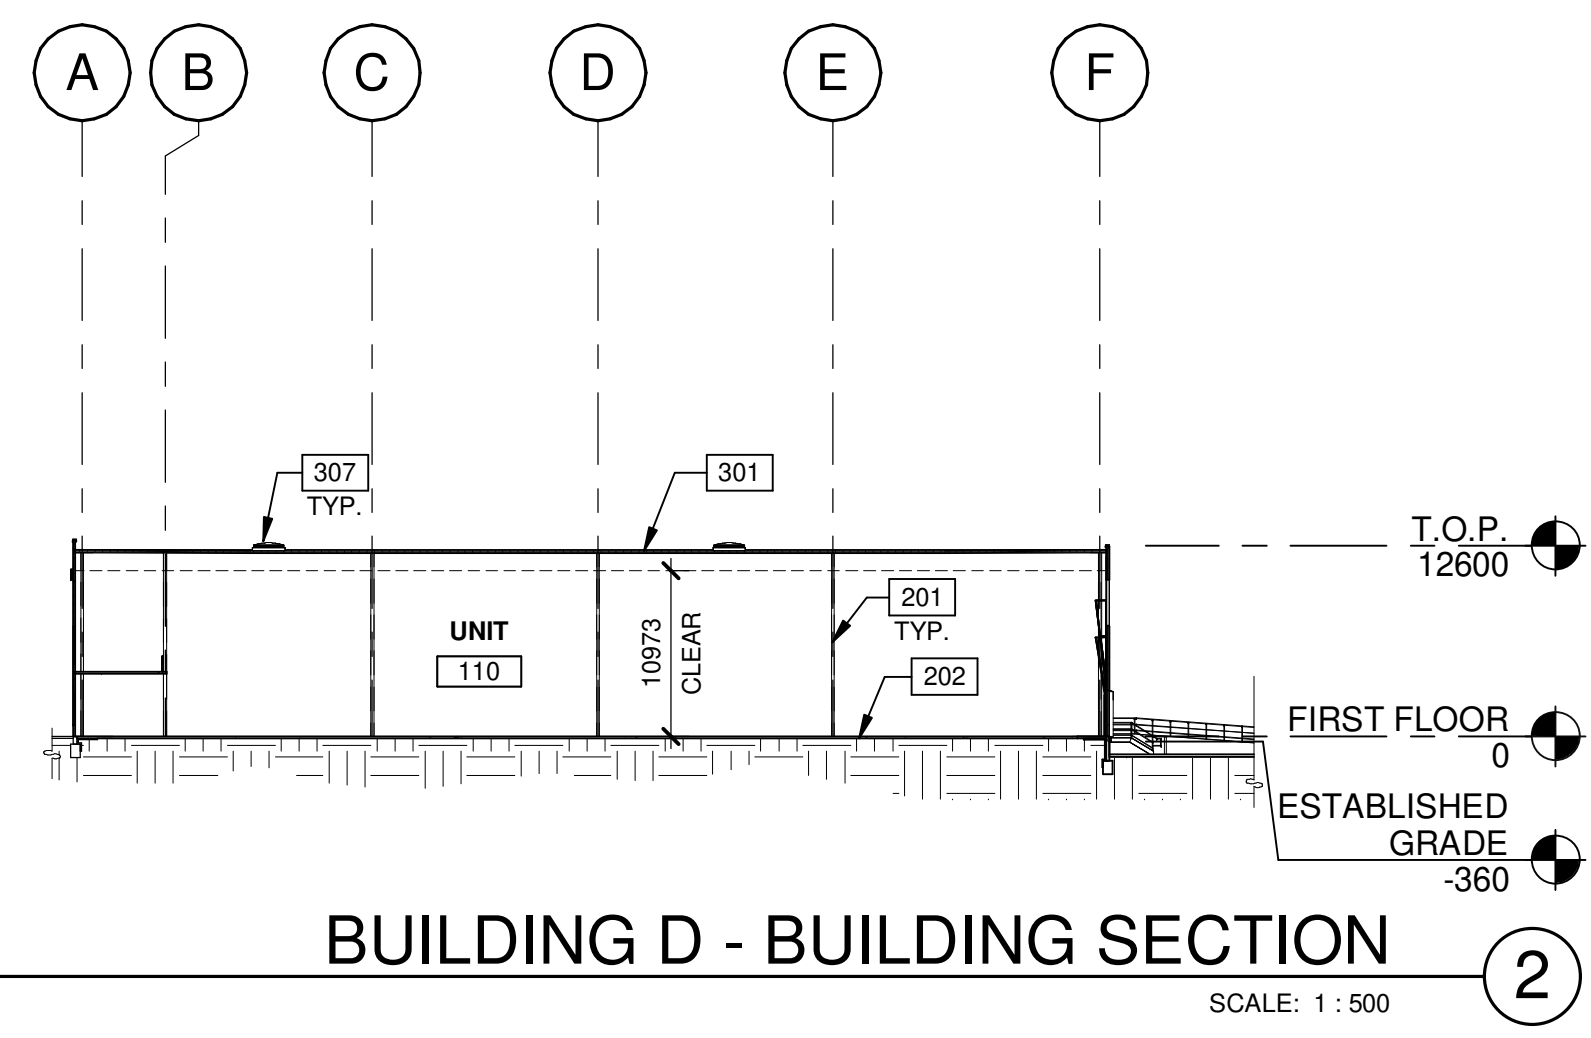 A B C D E F
307
TYP.
301
T.O.P.
12600
201
TYP.
UNIT
110
10973
CLEAR
202
FIRST FLOOR
0
ESTABLISHED
GRADE
-360
BUILDING D - BUILDING SECTION
2
SCALE: 1 : 500